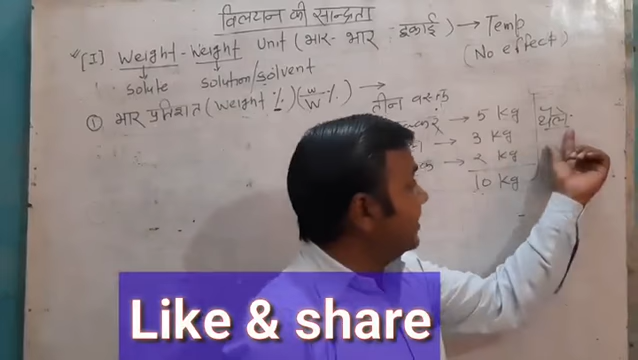 विलयन की सान्द्रता
[I] Weight-Weight Unit (भार-भार इकाई) → Temp
(No effect)
solute solution/solvent
① भार प्रतिशत (Weight %) (w/w %) →
तीन
→ 5 kg
→ 3 kg
→ 2 kg
10 kg
Like & share